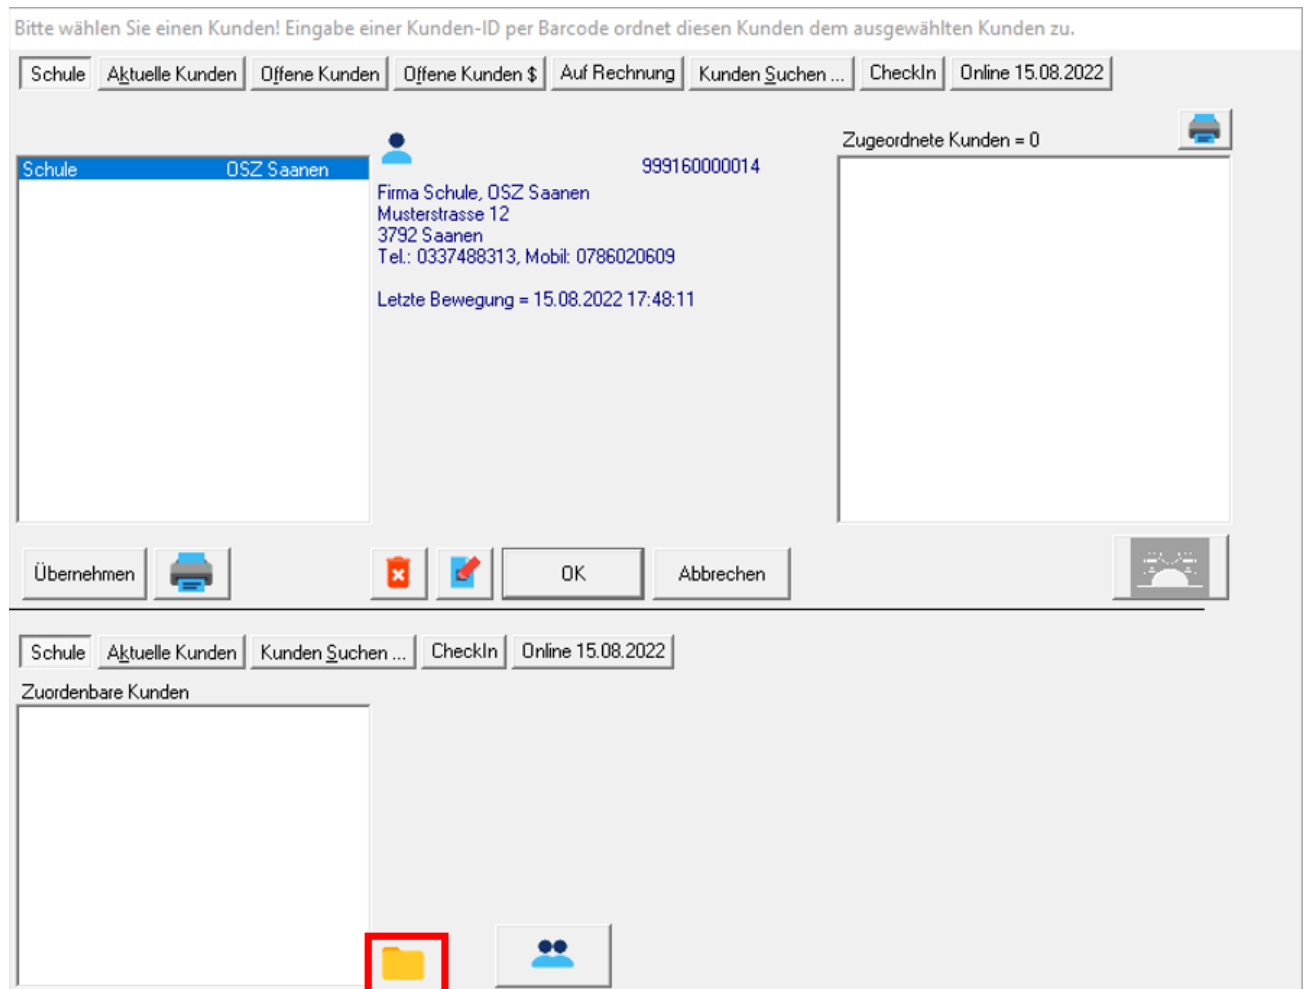 Bitte wählen Sie einen Kunden! Eingabe einer Kunden-ID per Barcode ordnet diesen Kunden dem ausgewählten Kunden zu.
Schule Aktuelle Kunden Offene Kunden Offene Kunden $ Auf Rechnung Kunden Suchen ... CheckIn Online 15.08.2022
Zugeordnete Kunden = 0
Schule OSZ Saanen
999160000014
Firma Schule, OSZ Saanen
Musterstrasse 12
3792 Saanen
Tel.: 0337488313, Mobil: 0786020609
Letzte Bewegung = 15.08.2022 17:48:11
Übernehmen OK Abbrechen
Schule Aktuelle Kunden Kunden Suchen ... CheckIn Online 15.08.2022
Zuordenbare Kunden